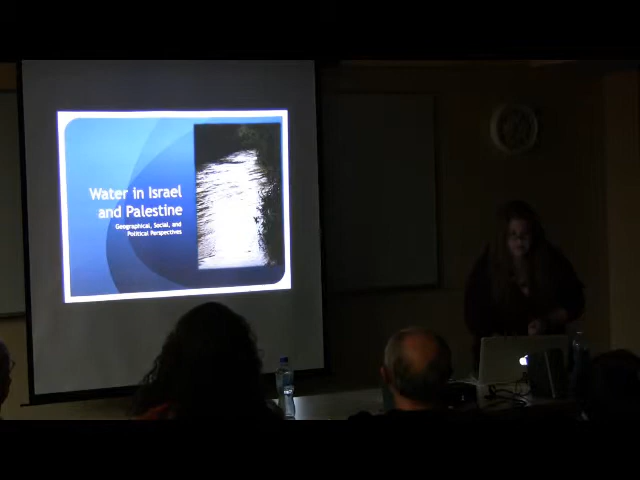 Water in Israel
and Palestine
Geographical, Social, and
Political Perspectives